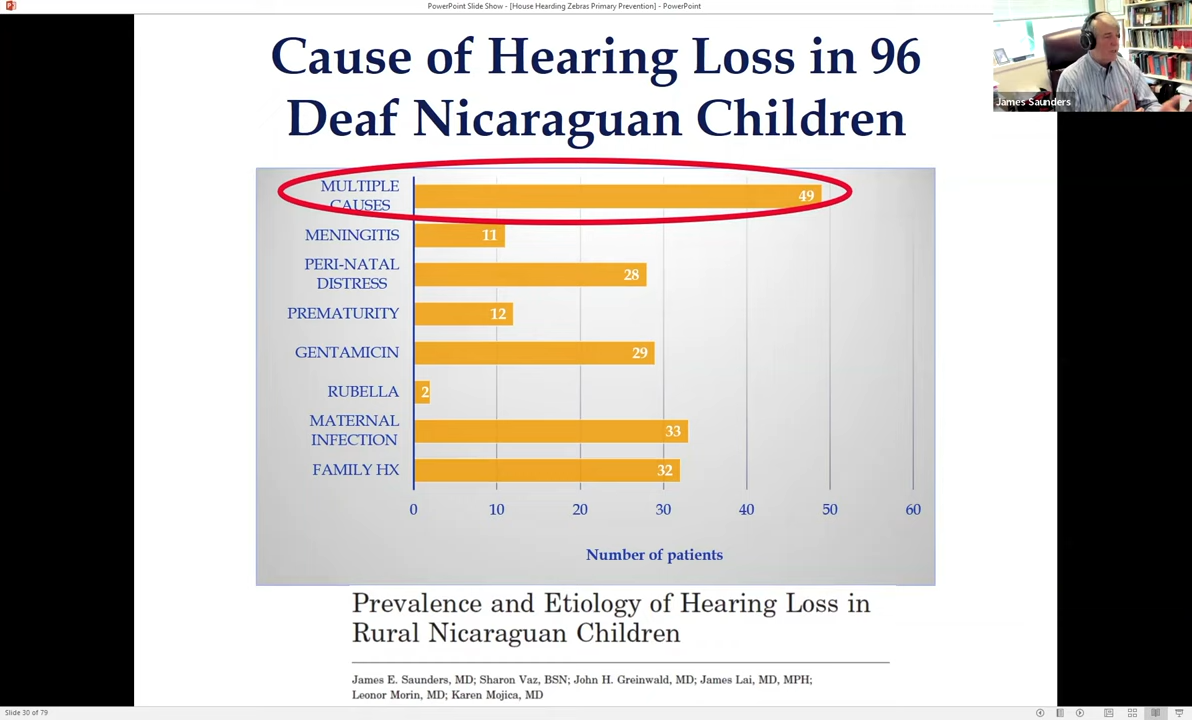 PowerPoint Slide Show - [House Hearding Zebras Primary Prevention] - PowerPoint
Cause of Hearing Loss in 96
Deaf Nicaraguan Children
James Saunders
MULTIPLE
CAUSES
49
MENINGITIS
11
PERI-NATAL
DISTRESS
28
PREMATURITY
12
GENTAMICIN
29
RUBELLA
2
MATERNAL
INFECTION
33
FAMILY HX
32
0 10 20 30 40 50 60
Number of patients
Prevalence and Etiology of Hearing Loss in
Rural Nicaraguan Children
James E. Saunders, MD; Sharon Vaz, BSN; John H. Greinwald, MD; James Lai, MD, MPH;
Leonor Morin, MD; Karen Mojica, MD
Slide 30 of 79